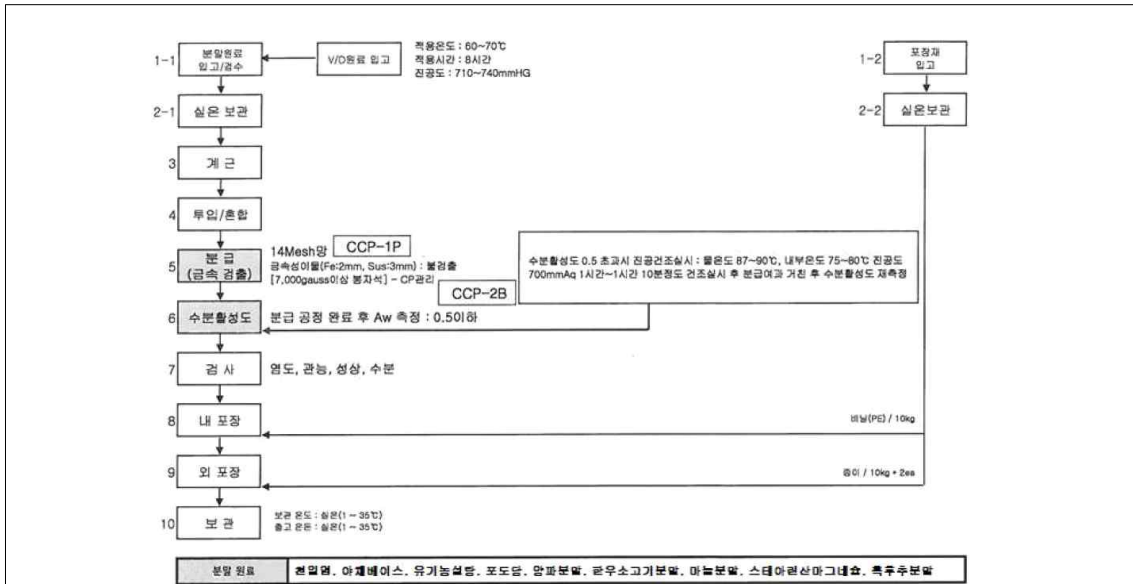 1-1
분말원료
입고/검수
V/D원료 입고
적용온도 : 60~70℃
적용시간 : 8시간
진공도 : 710~740mmHG
1-2
포장재
입고
2-1
실온 보관
2-2
실온보관
3
계 근
4
투입/혼합
5
분 급
(금속 검출)
14Mesh망
CCP-1P
금속성이물(Fe:2mm, Sus:3mm) : 불검출
[7,000gauss이상 봉자석] - CP관리
수분활성도 0.5 초과시 진공건조실시 : 물온도 87~90℃, 내부온도 75~80℃ 진공도
700mmAq 1시간~1시간 10분정도 건조실시 후 분급여과 거친 후 수분활성도 재측정
CCP-2B
6
수분활성도
분급 공정 완료 후 Aw 측정 : 0.5이하
7
검 사
염도, 관능, 성상, 수분
8
내 포장
비닐(PE) / 10kg
9
외 포장
종이 / 10kg * 2ea
10
보 관
보관 온도 : 실온(1 ~ 35℃)
출고 온든 : 실온(1 ~ 35℃)
분말 원료
천일염, 야채베이스, 유기농설탕, 포도당, 양파분말, 한우소고기분말, 마늘분말, 스테아린산마그네슘, 흑후추분말